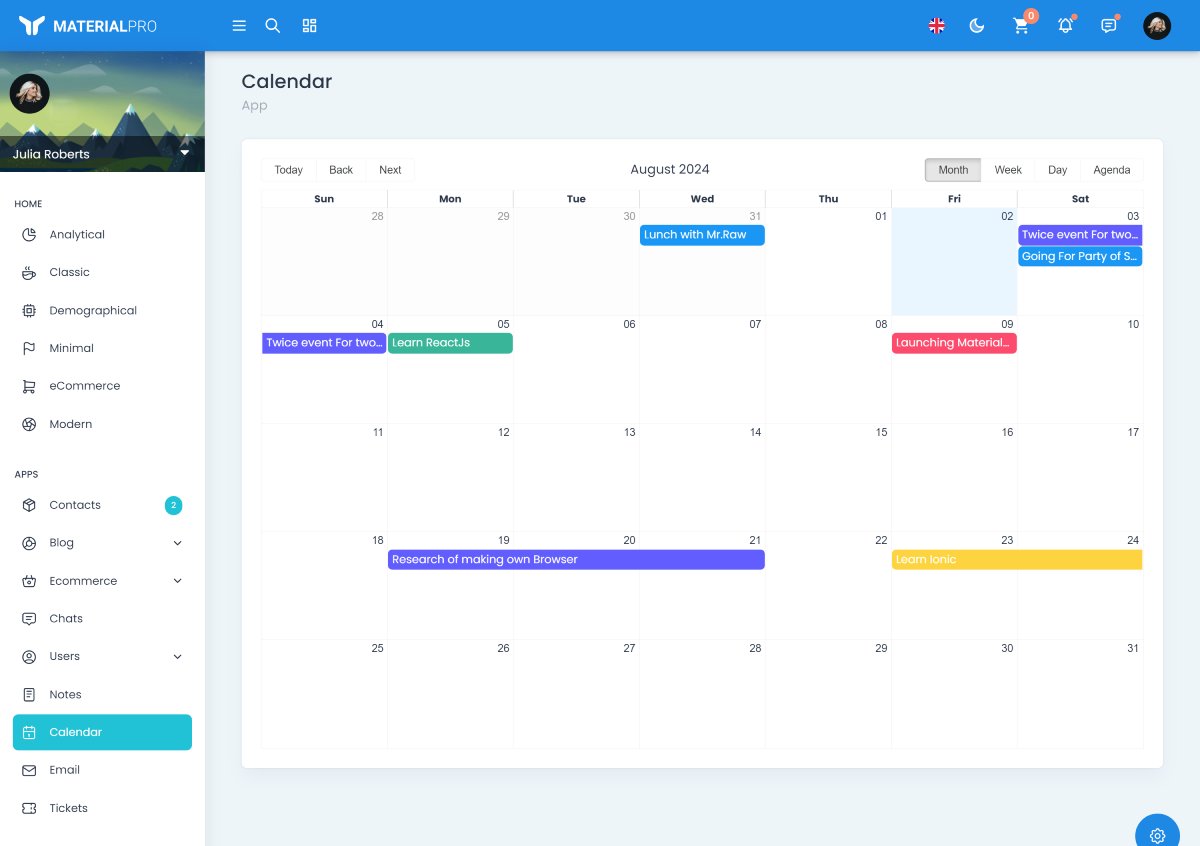 MATERIALPRO
0
Julia Roberts
HOME
Analytical
Classic
Demographical
Minimal
eCommerce
Modern
APPS
Contacts 2
Blog
Ecommerce
Chats
Users
Notes
Calendar
Email
Tickets
Calendar
App
Today Back Next August 2024 Month Week Day Agenda
Sun Mon Tue Wed Thu Fri Sat
28 29 30 31 01 02 03
Lunch with Mr.Raw Twice event For two...
Going For Party of S...
04 05 06 07 08 09 10
Twice event For two... Learn ReactJs Launching Material...
11 12 13 14 15 16 17
18 19 20 21 22 23 24
Research of making own Browser Learn Ionic
25 26 27 28 29 30 31